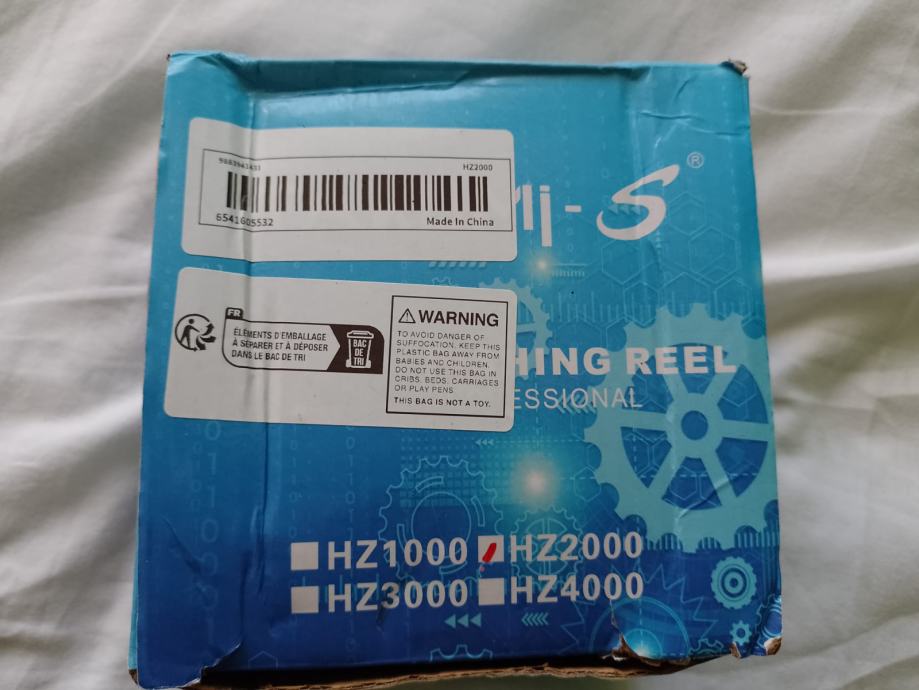 HZ2000
6541605532
Made In China
®
FR
ÉLÉMENTS D'EMBALLAGE
À SÉPARER ET À DÉPOSER
DANS LE BAC DE TRI
BAC
DE
TRI
⚠ WARNING
TO AVOID DANGER OF
SUFFOCATION, KEEP THIS
PLASTIC BAG AWAY FROM
BABIES AND CHILDREN.
DO NOT USE THIS BAG IN
CRIBS, BEDS, CARRIAGES
OR PLAY PENS.
THIS BAG IS NOT A TOY.
HING REEL
ESSIONAL
HZ1000 HZ2000
HZ3000 HZ4000